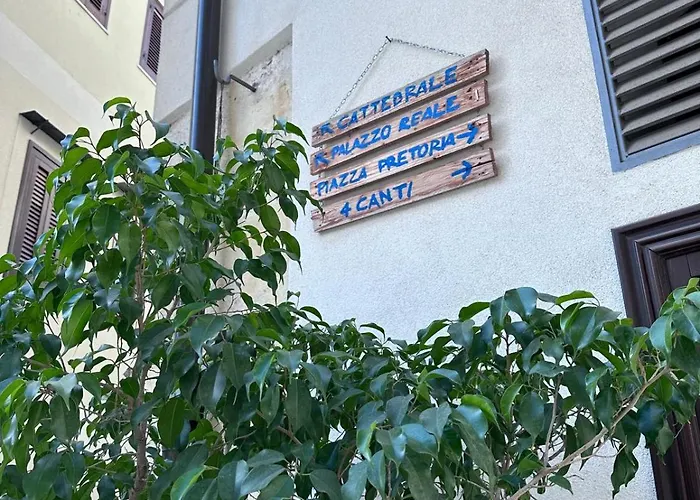 ↖ CATTEDRALE
↖ PALAZZO REALE
PIAZZA PRETORIA →
4 CANTI →